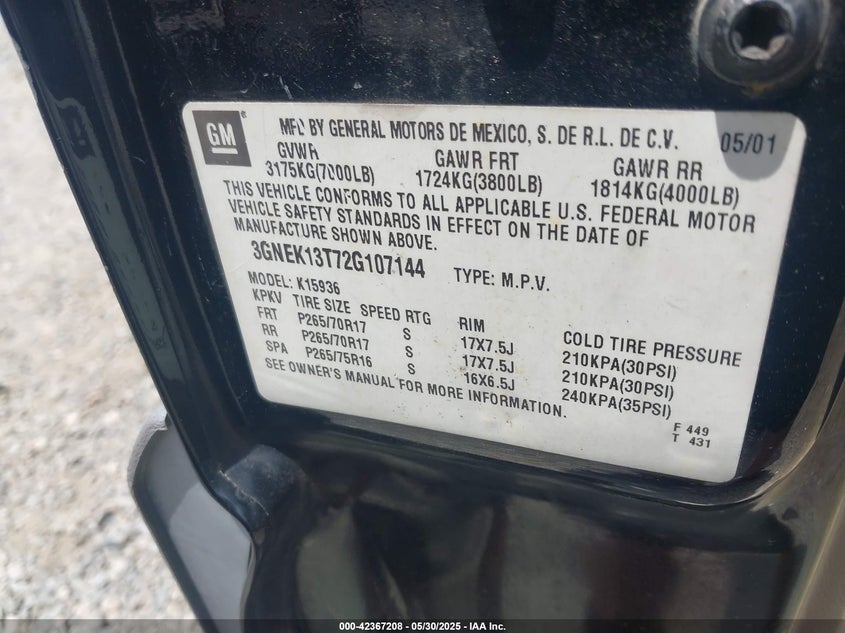 GM
MFD BY GENERAL MOTORS DE MEXICO, S. DE R.L. DE C.V. 05/01
GVWR GAWR FRT GAWR RR
3175KG(7000LB) 1724KG(3800LB) 1814KG(4000LB)
THIS VEHICLE CONFORMS TO ALL APPLICABLE U.S. FEDERAL MOTOR
VEHICLE SAFETY STANDARDS IN EFFECT ON THE DATE OF
MANUFACTURE SHOWN ABOVE.
3GNEK13T72G107144 TYPE: M.P.V.
MODEL: K15936
KPKV TIRE SIZE SPEED RTG RIM COLD TIRE PRESSURE
FRT P265/70R17 S 17X7.5J 210KPA(30PSI)
RR P265/70R17 S 17X7.5J 210KPA(30PSI)
SPA P265/75R16 S 16X6.5J 240KPA(35PSI)
SEE OWNER'S MANUAL FOR MORE INFORMATION.
F 449
T 431
000-42367208 - 05/30/2025 - IAA Inc.